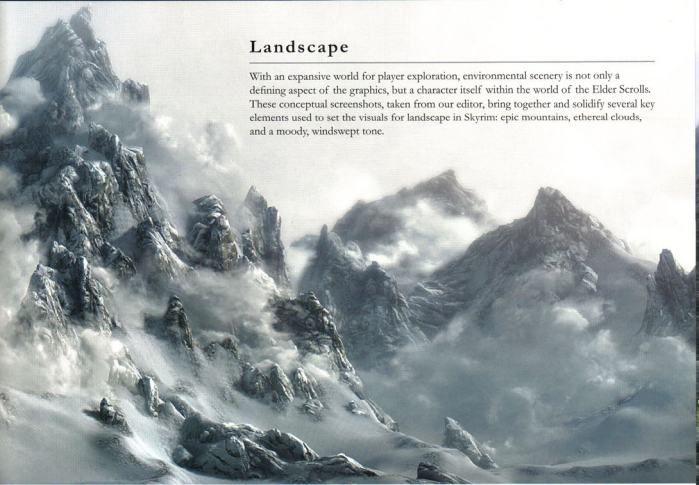 Landscape
With an expansive world for player exploration, environmental scenery is not only a
defining aspect of the graphics, but a character itself within the world of the Elder Scrolls.
These conceptual screenshots, taken from our editor, bring together and solidify several key
elements used to set the visuals for landscape in Skyrim: epic mountains, ethereal clouds,
and a moody, windswept tone.